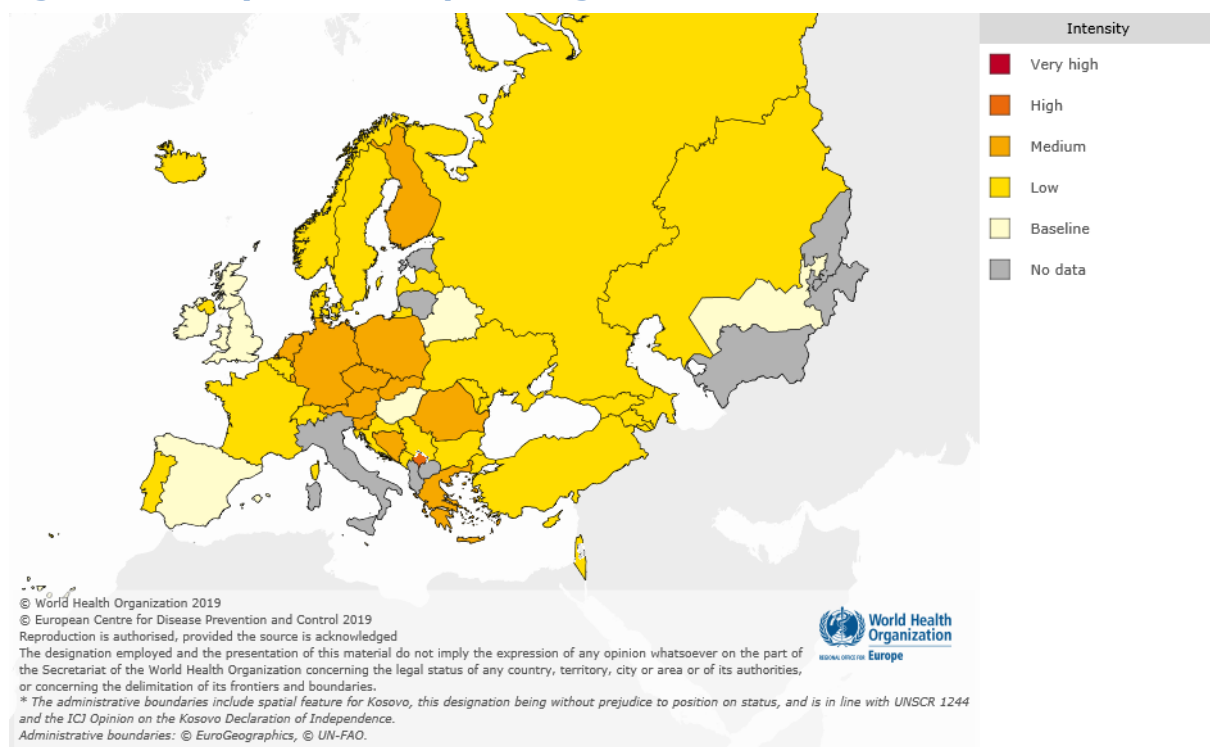 Intensity
Very high
High
Medium
Low
Baseline
No data
© World Health Organization 2019
© European Centre for Disease Prevention and Control 2019
Reproduction is authorised, provided the source is acknowledged
The designation employed and the presentation of this material do not imply the expression of any opinion whatsoever on the part of
the Secretariat of the World Health Organization concerning the legal status of any country, territory, city or area or of its authorities,
or concerning the delimitation of its frontiers and boundaries.
* The administrative boundaries include spatial feature for Kosovo, this designation being without prejudice to position on status, and is in line with UNSCR 1244
and the ICJ Opinion on the Kosovo Declaration of Independence.
Administrative boundaries: © EuroGeographics, © UN-FAO.
World Health
Organization
REGIONAL OFFICE FOR Europe